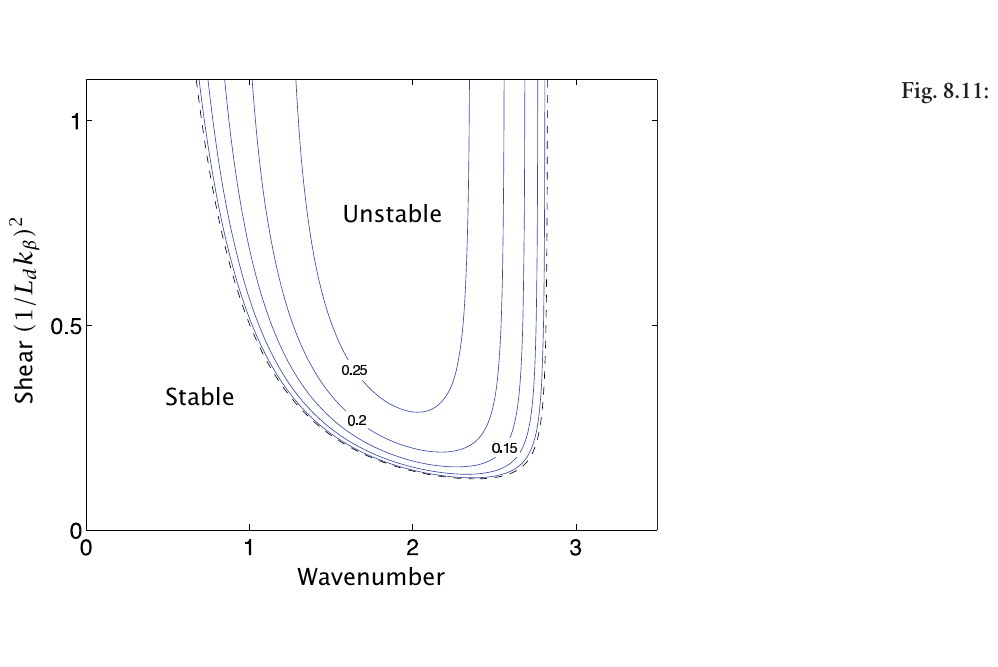 Fig. 8.11:
1
Unstable
Shear (1/L_d k_β)²
0.5
0.25
Stable
0.2
0.15
0
0
1
2
3
Wavenumber